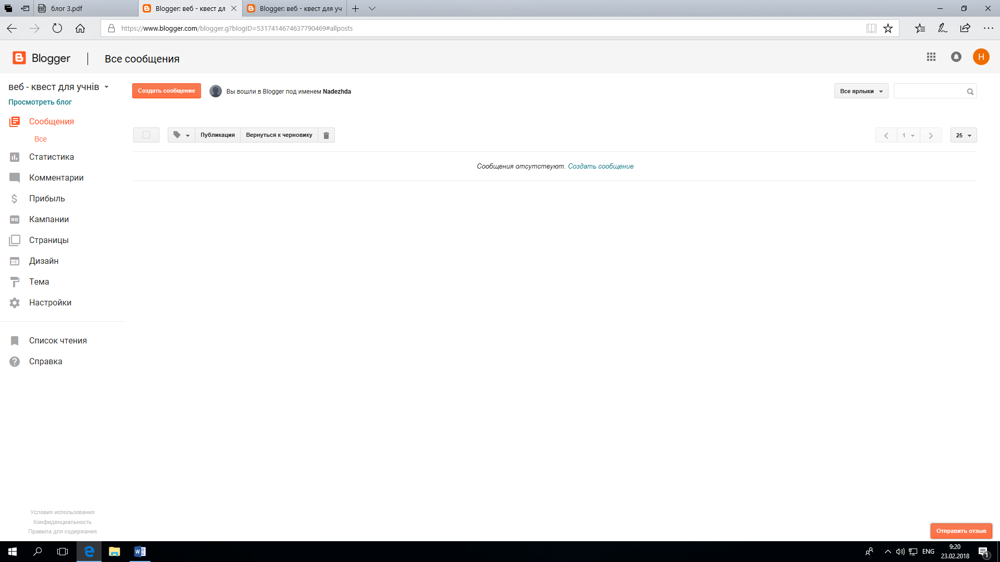 блог 3.pdf
Blogger: веб - квест дл
Blogger: веб - квест для уч
https://www.blogger.com/blogger.g?blogID=5317414674637790469#allposts
Blogger
Все сообщения
H
веб - квест для учнів
Просмотреть блог
Создать сообщение
Вы вошли в Blogger под именем Nadezhda
Все ярлыки
Сообщения
Все
Статистика
Комментарии
Прибыль
Кампании
Страницы
Дизайн
Тема
Настройки
Список чтения
Справка
Публикация
Вернуться к черновику
1
25
Сообщения отсутствуют. Создать сообщение
Условия использования
Конфиденциальность
Правила для содержания
Отправить отзыв
ENG
9:20
23.02.2018
1